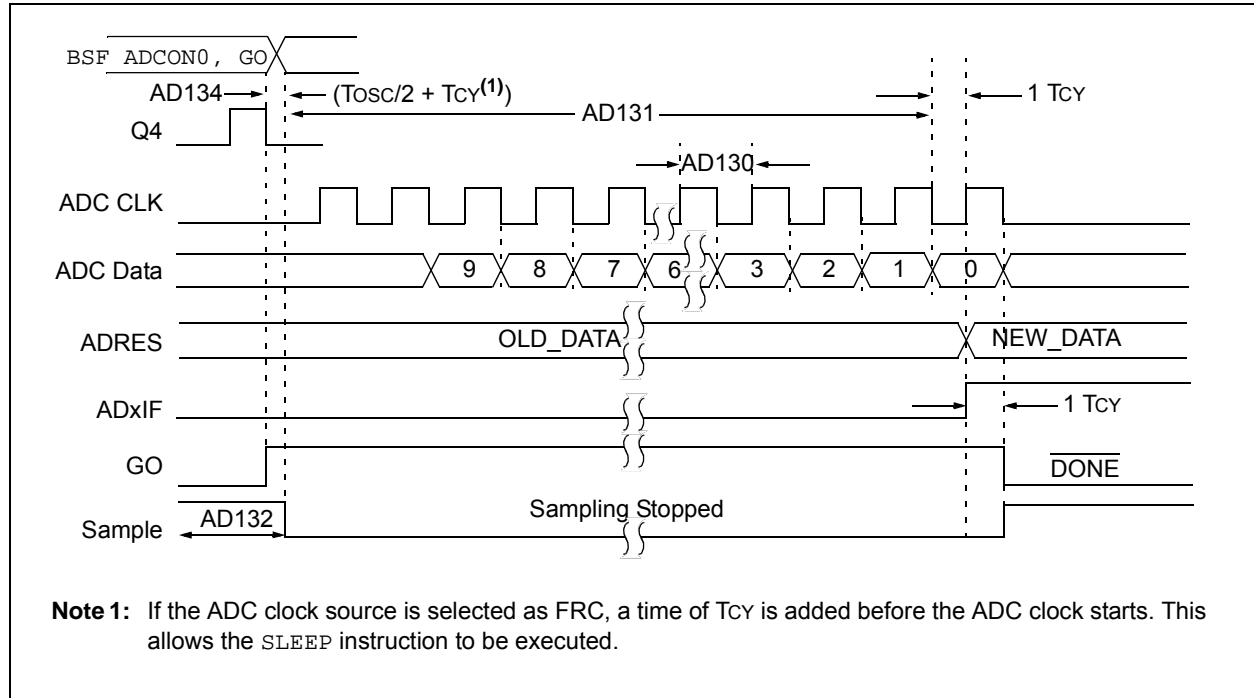 BSF ADCON0, GO
AD134 (TOSC/2 + TCY(1)) 1 TCY
AD131
Q4
AD130
ADC CLK
ADC Data 9 8 7 6 3 2 1 0
ADRES OLD_DATA NEW_DATA
ADxIF 1 TCY
GO DONE
Sample AD132 Sampling Stopped
Note 1: If the ADC clock source is selected as FRC, a time of TCY is added before the ADC clock starts. This
allows the SLEEP instruction to be executed.